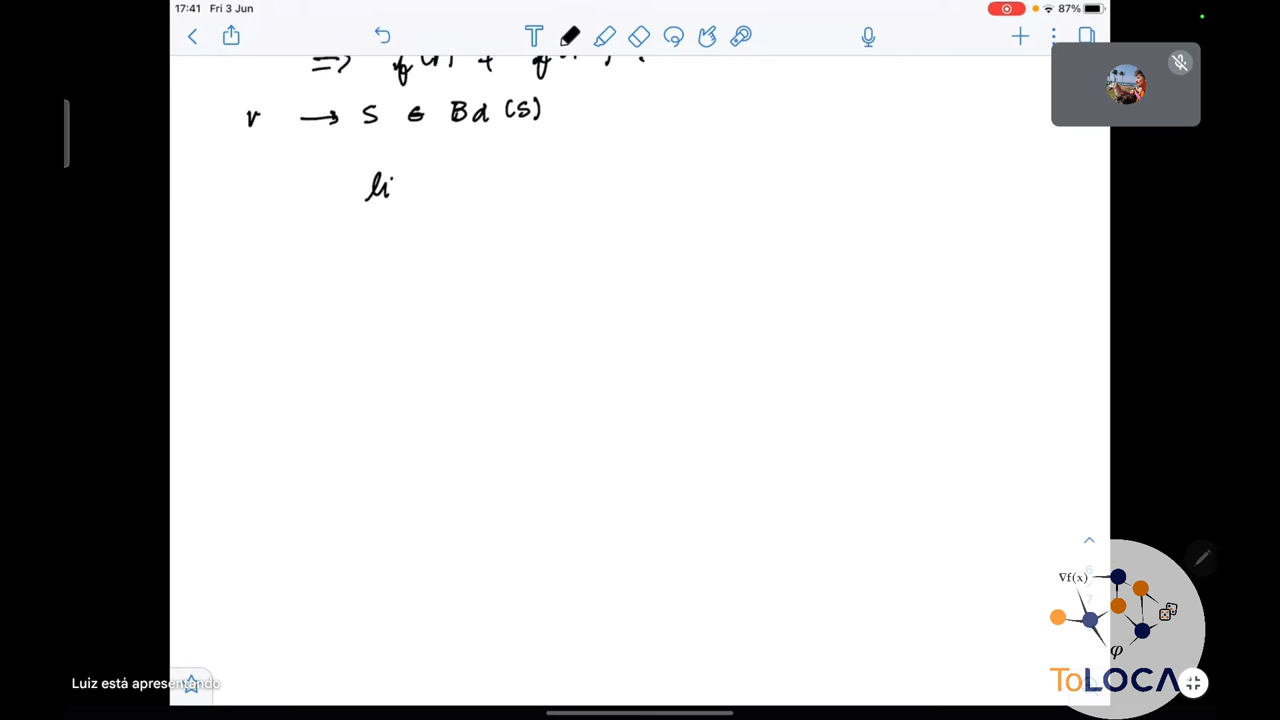 17:41 Fri 3 Jun 87%
r → S ∈ Bd (S)
li
∇f(x)
φ
ToLOCA
Luiz está apresentando